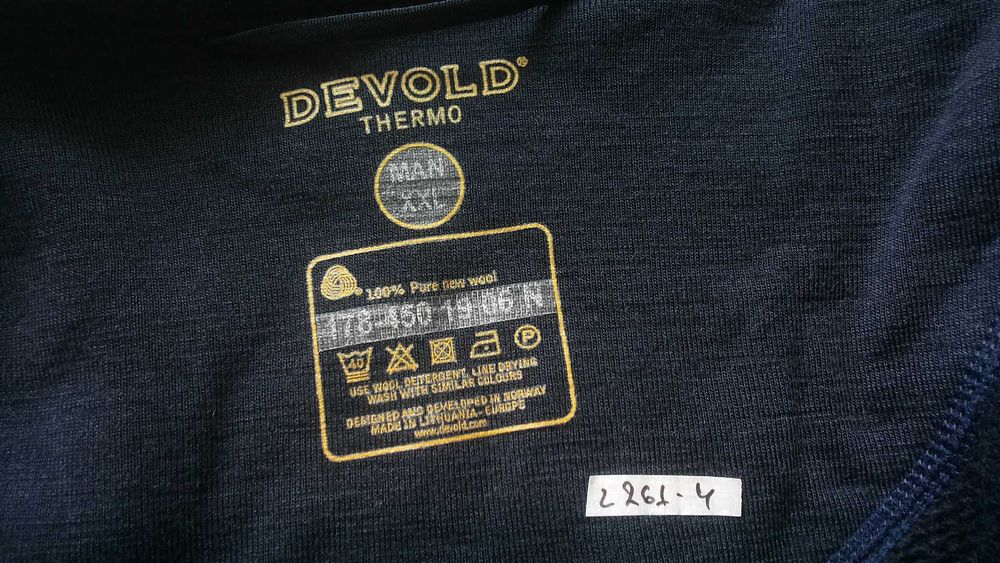 DEVOLD®
THERMO
MAN
XXL
100% Pure new wool
178-450 19/06 N
40 P
USE WOOL DETERGENT, LINE DRYING
WASH WITH SIMILAR COLOURS
DESIGNED AND DEVELOPED IN NORWAY
MADE IN LITHUANIA - EUROPE
www.devold.com
2261-4